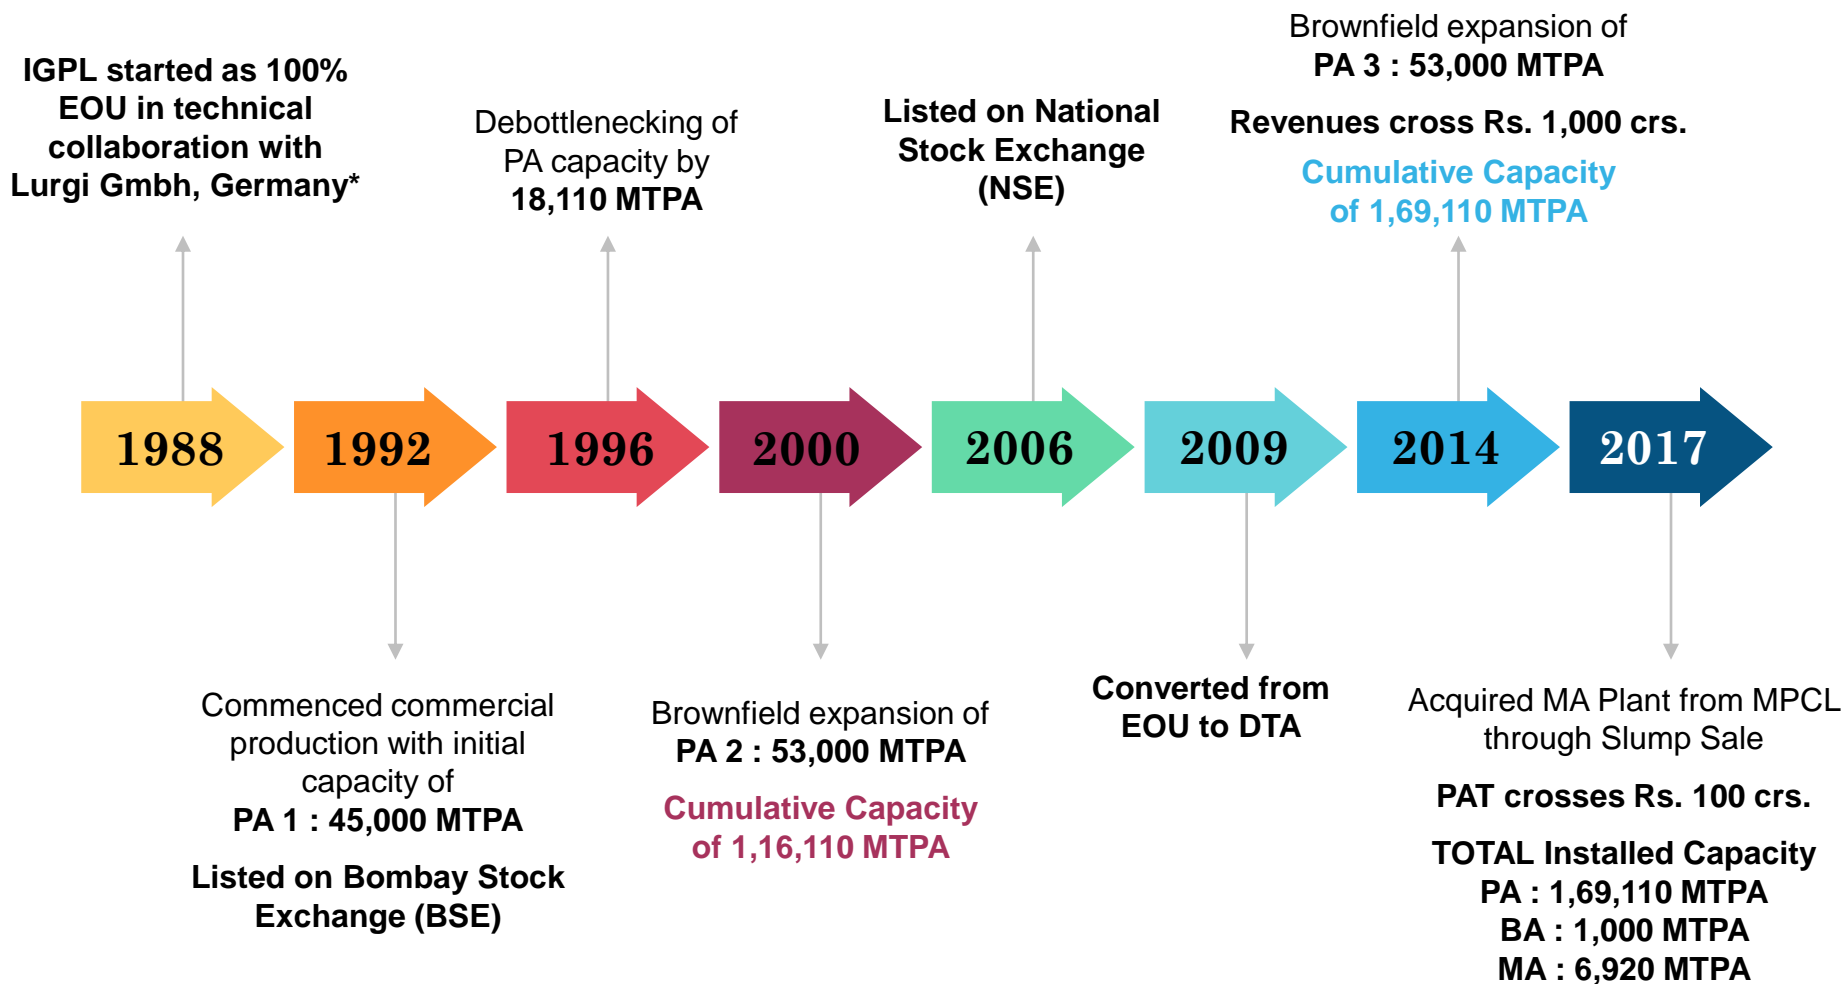 IGPL started as 100%
EOU in technical
collaboration with
Lurgi Gmbh, Germany*
Debottlenecking of
PA capacity by
18,110 MTPA
Listed on National
Stock Exchange
(NSE)
Brownfield expansion of
PA 3 : 53,000 MTPA
Revenues cross Rs. 1,000 crs.
Cumulative Capacity
of 1,69,110 MTPA
1988
1992
1996
2000
2006
2009
2014
2017
Commenced commercial
production with initial
capacity of
PA 1 : 45,000 MTPA
Listed on Bombay Stock
Exchange (BSE)
Brownfield expansion of
PA 2 : 53,000 MTPA
Cumulative Capacity
of 1,16,110 MTPA
Converted from
EOU to DTA
Acquired MA Plant from MPCL
through Slump Sale
PAT crosses Rs. 100 crs.
TOTAL Installed Capacity
PA : 1,69,110 MTPA
BA : 1,000 MTPA
MA : 6,920 MTPA